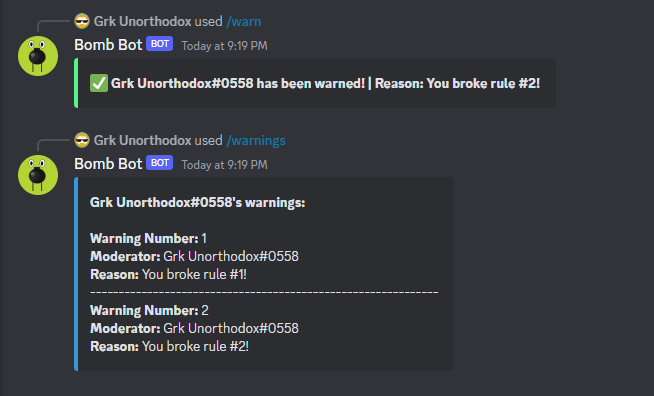 Grk Unorthodox used /warn
Bomb Bot BOT Today at 9:19 PM
✅ Grk Unorthodox#0558 has been warned! | Reason: You broke rule #2!
Grk Unorthodox used /warnings
Bomb Bot BOT Today at 9:19 PM
Grk Unorthodox#0558's warnings:
Warning Number: 1
Moderator: Grk Unorthodox#0558
Reason: You broke rule #1!
------------------------------------------------------------
Warning Number: 2
Moderator: Grk Unorthodox#0558
Reason: You broke rule #2!